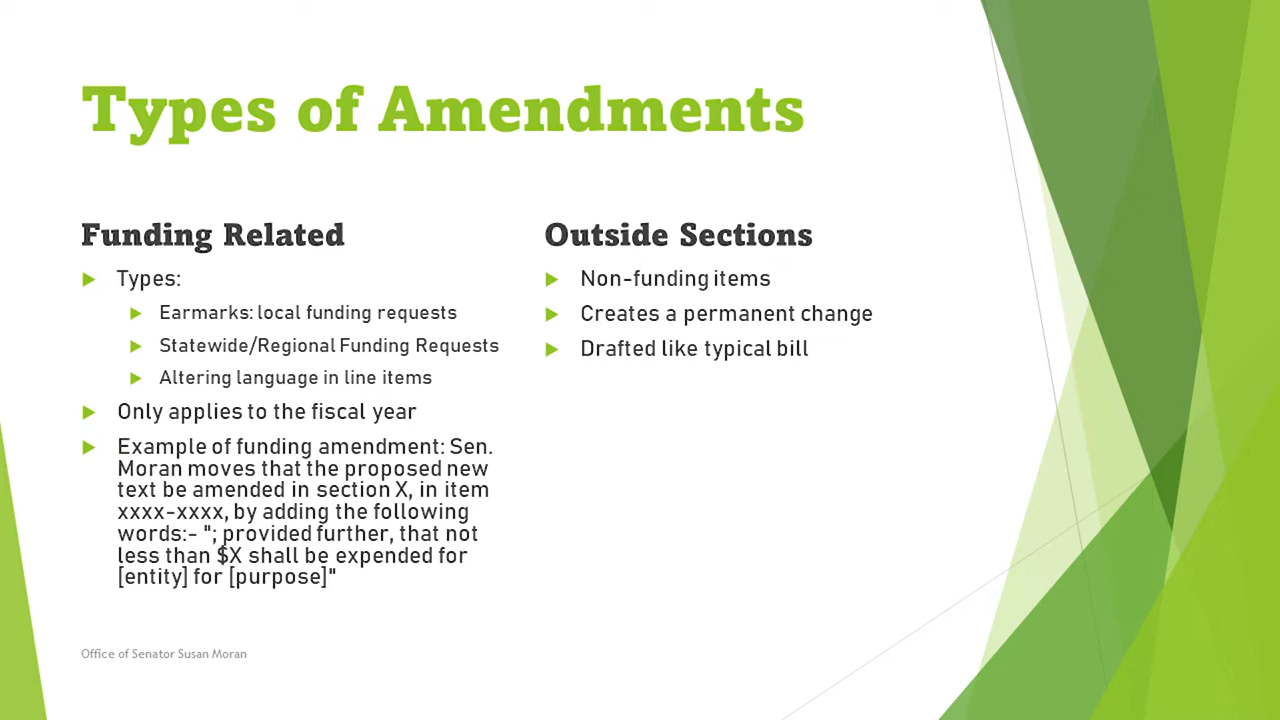 Types of Amendments
Funding Related
Types:
Earmarks: local funding requests
Statewide/Regional Funding Requests
Altering language in line items
Only applies to the fiscal year
Example of funding amendment: Sen.
Moran moves that the proposed new
text be amended in section X, in item
xxxx-xxxx, by adding the following
words:- "; provided further, that not
less than $X shall be expended for
[entity] for [purpose]"
Outside Sections
Non-funding items
Creates a permanent change
Drafted like typical bill
Office of Senator Susan Moran